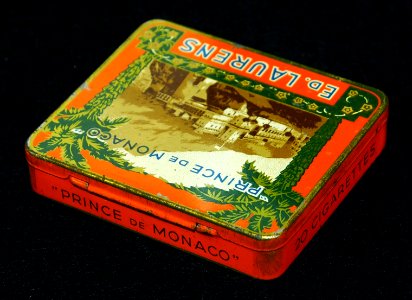 ED. LAURENS
"PRINCE DE MONACO"
"PRINCE DE MONACO"
CIGARETTES